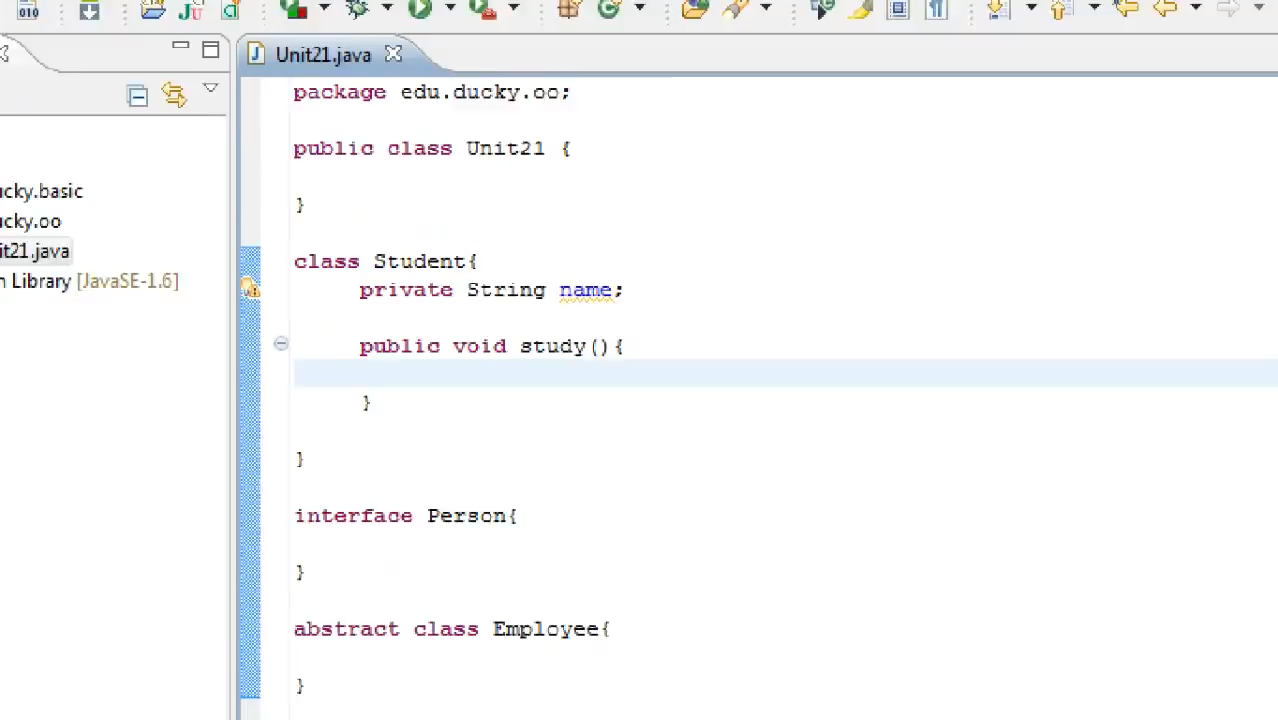 Unit21.java
package edu.ducky.oo;
public class Unit21 {
}
class Student{
private String name;
public void study(){
}
}
interface Person{
}
abstract class Employee{
}
ucky.basic
ucky.oo
it21.java
n Library [JavaSE-1.6]
010